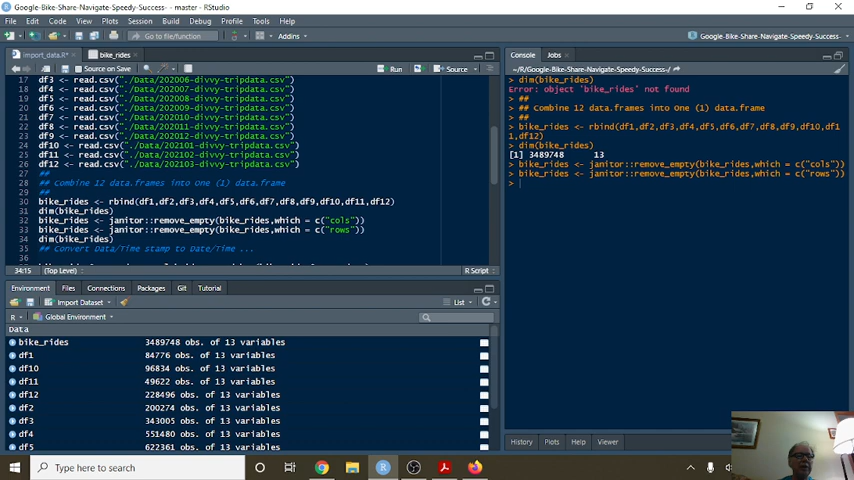 Google-Bike-Share-Navigate-Speedy-Success- - master - RStudio
File Edit Code View Plots Session Build Debug Profile Tools Help
Go to file/function Addins Google-Bike-Share-Navigate-Speedy-Success-
import_data.R* bike_rides
Source on Save Run Source
17 df3 <- read.csv("./Data/202006-divvy-tripdata.csv")
18 df4 <- read.csv("./Data/202007-divvy-tripdata.csv")
19 df5 <- read.csv("./Data/202008-divvy-tripdata.csv")
20 df6 <- read.csv("./Data/202009-divvy-tripdata.csv")
21 df7 <- read.csv("./Data/202010-divvy-tripdata.csv")
22 df8 <- read.csv("./Data/202011-divvy-tripdata.csv")
23 df9 <- read.csv("./Data/202012-divvy-tripdata.csv")
24 df10 <- read.csv("./Data/202101-divvy-tripdata.csv")
25 df11 <- read.csv("./Data/202102-divvy-tripdata.csv")
26 df12 <- read.csv("./Data/202103-divvy-tripdata.csv")
27 ##
28 ## Combine 12 data.frames into one (1) data.frame
29 ##
30 bike_rides <- rbind(df1,df2,df3,df4,df5,df6,df7,df8,df9,df10,df11,df12)
31 dim(bike_rides)
32 bike_rides <- janitor::remove_empty(bike_rides,which = c("cols"))
33 bike_rides <- janitor::remove_empty(bike_rides,which = c("rows"))
34 dim(bike_rides)
35 ## Convert Data/Time stamp to Date/Time ...
36
34:15 (Top Level) R Script
Environment Files Connections Packages Git Tutorial
Import Dataset List
R Global Environment
Data
bike_rides 3489748 obs. of 13 variables
df1 84776 obs. of 13 variables
df10 96834 obs. of 13 variables
df11 49622 obs. of 13 variables
df12 228496 obs. of 13 variables
df2 200274 obs. of 13 variables
df3 343005 obs. of 13 variables
df4 551480 obs. of 13 variables
df5 622361 obs. of 13 variables
Console Jobs
~/R/Google-Bike-Share-Navigate-Speedy-Success-/
> dim(bike_rides)
Error: object 'bike_rides' not found
> ##
> ## Combine 12 data.frames into One (1) data.frame
> ##
> bike_rides <- rbind(df1,df2,df3,df4,df5,df6,df7,df8,df9,df10,df1
1,df12)
> dim(bike_rides)
[1] 3489748 13
> bike_rides <- janitor::remove_empty(bike_rides,which = c("cols"))
> bike_rides <- janitor::remove_empty(bike_rides,which = c("rows"))
>
History Plots Help Viewer
Type here to search